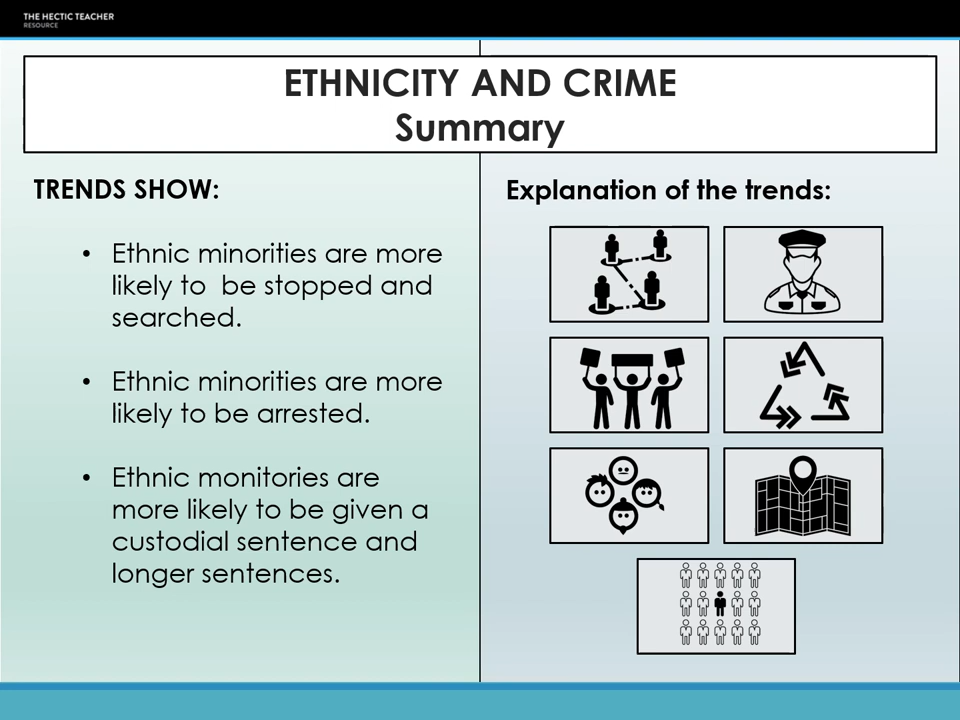 THE HECTIC TEACHER
RESOURCE
ETHNICITY AND CRIME
Summary
TRENDS SHOW:
• Ethnic minorities are more
likely to be stopped and
searched.
• Ethnic minorities are more
likely to be arrested.
• Ethnic monitories are
more likely to be given a
custodial sentence and
longer sentences.
Explanation of the trends: